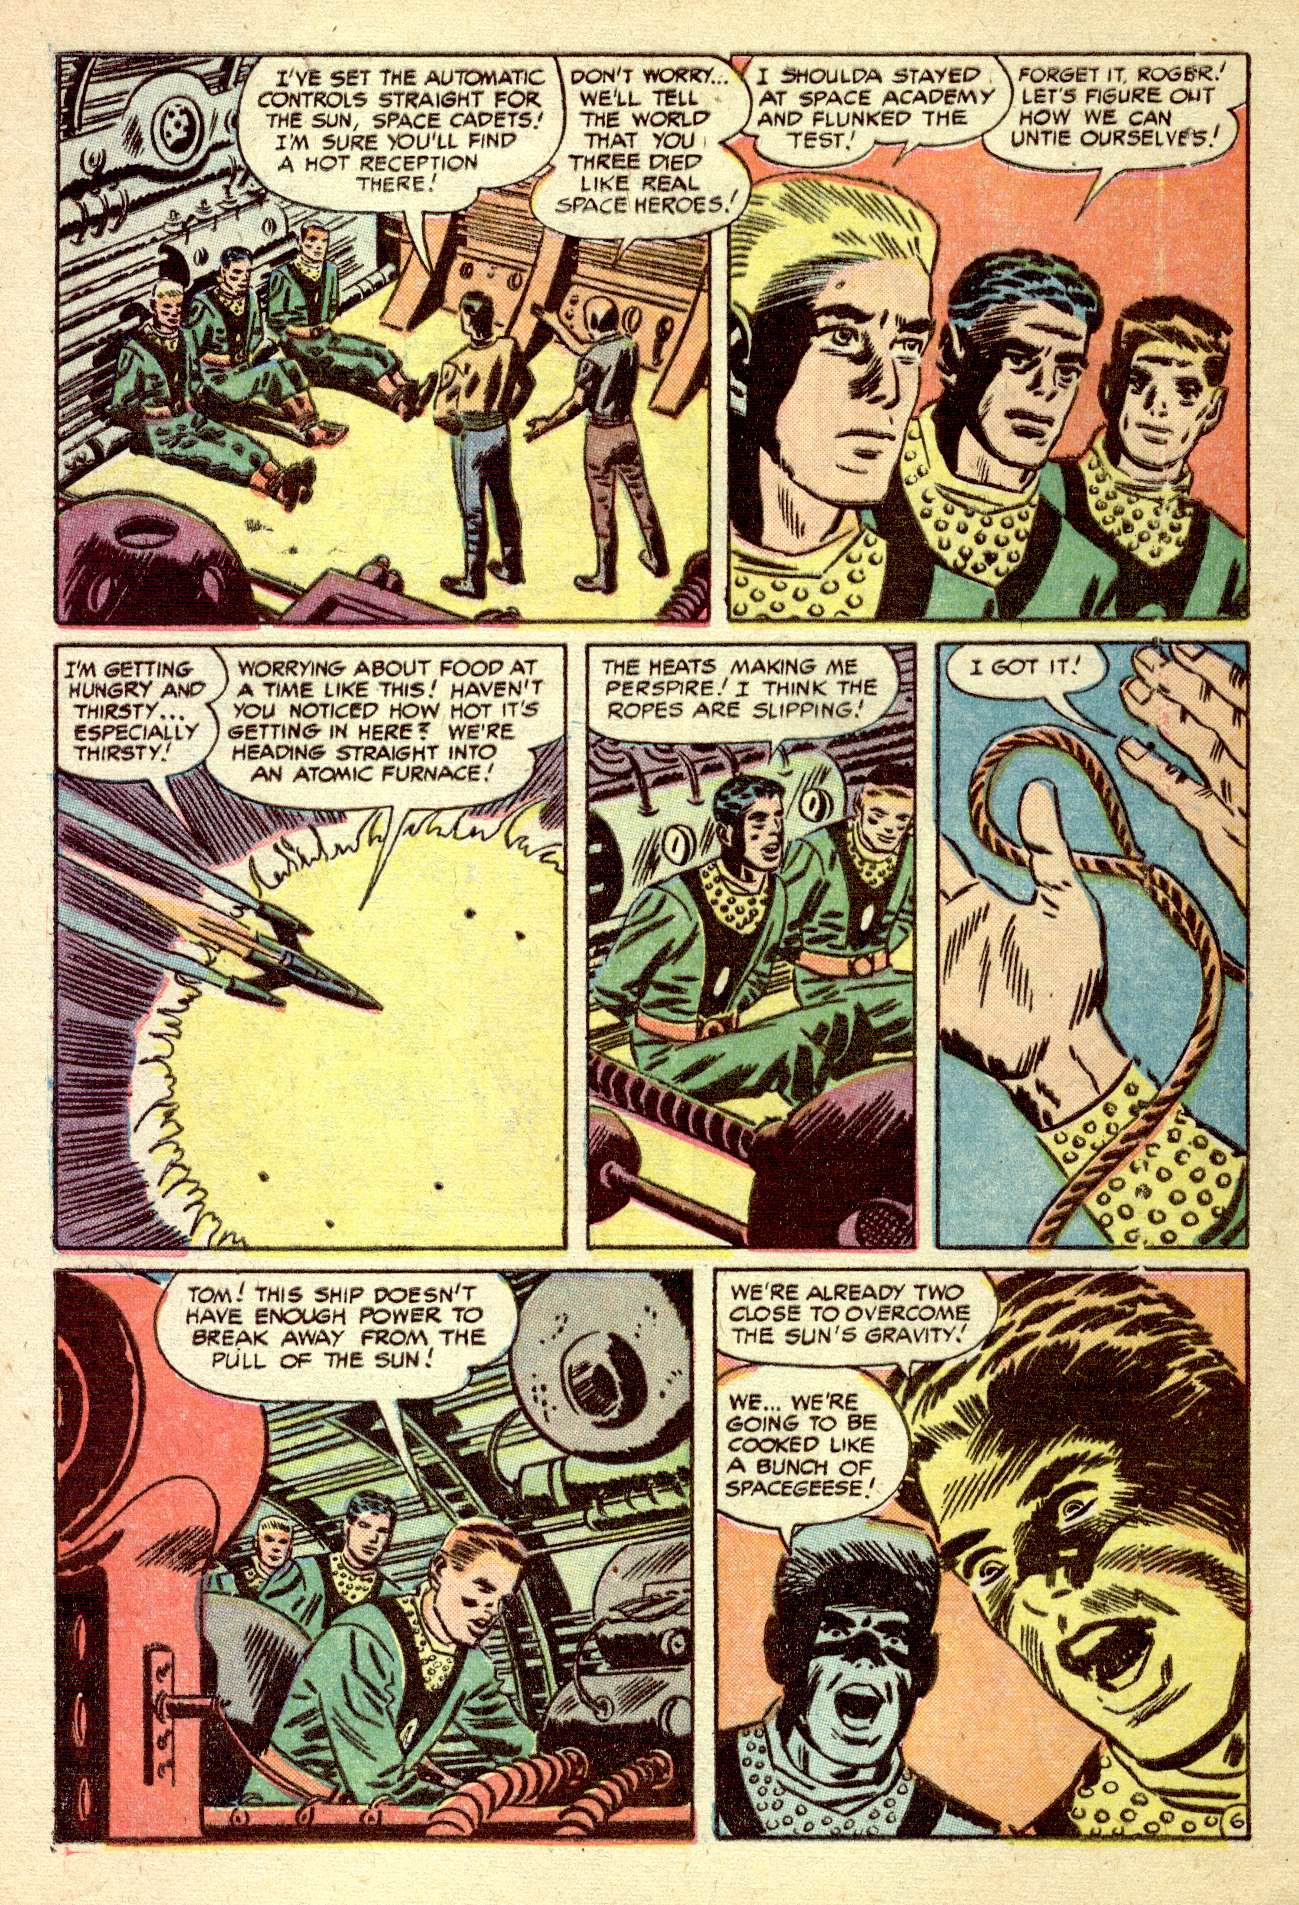 I'VE SET THE AUTOMATIC
CONTROLS STRAIGHT FOR
THE SUN, SPACE CADETS!
I'M SURE YOU'LL FIND
A HOT RECEPTION
THERE!
DON'T WORRY...
WE'LL TELL
THE WORLD
THAT YOU
THREE DIED
LIKE REAL
SPACE HEROES!
I SHOULDA STAYED
AT SPACE ACADEMY
AND FLUNKED THE
TEST!
FORGET IT, ROGER!
LET'S FIGURE OUT
HOW WE CAN
UNTIE OURSELVES!
I'M GETTING
HUNGRY AND
THIRSTY...
ESPECIALLY
THIRSTY!
WORRYING ABOUT FOOD AT
A TIME LIKE THIS! HAVEN'T
YOU NOTICED HOW HOT IT'S
GETTING IN HERE? WE'RE
HEADING STRAIGHT INTO
AN ATOMIC FURNACE!
THE HEATS MAKING ME
PERSPIRE! I THINK THE
ROPES ARE SLIPPING!
I GOT IT!
TOM! THIS SHIP DOESN'T
HAVE ENOUGH POWER TO
BREAK AWAY FROM THE
PULL OF THE SUN!
WE'RE ALREADY TWO
CLOSE TO OVERCOME
THE SUN'S GRAVITY!
WE... WE'RE
GOING TO BE
COOKED LIKE
A BUNCH OF
SPACEGEESE!
6